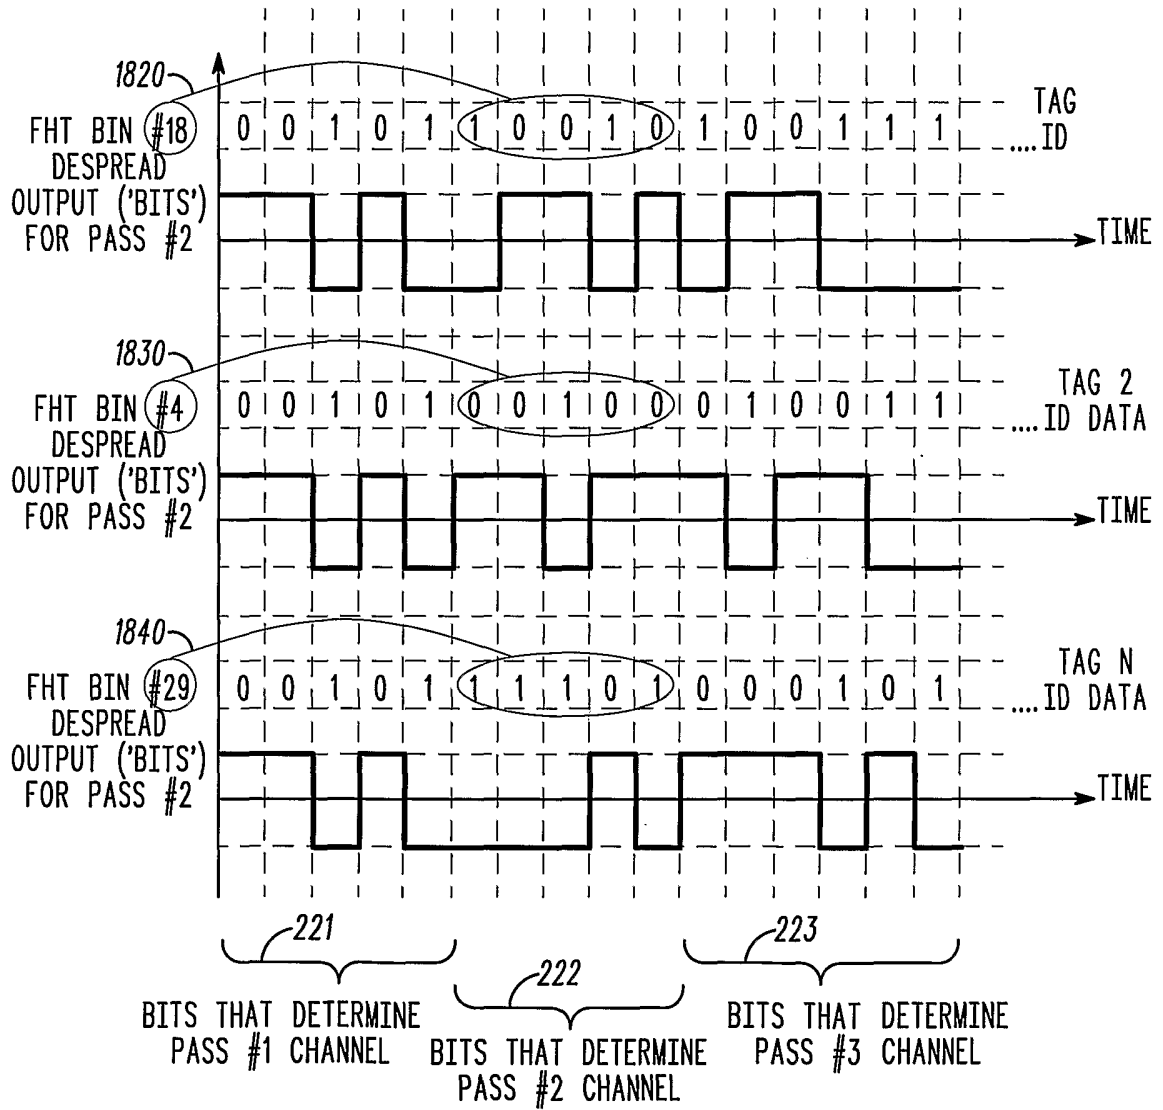 1820
FHT BIN #18
DESPREAD
OUTPUT ('BITS')
FOR PASS #2
0 0 1 0 1 1 0 0 1 0 1 0 0 1 1 1
TAG
....ID
TIME
1830
FHT BIN #4
DESPREAD
OUTPUT ('BITS')
FOR PASS #2
0 0 1 0 1 0 0 1 0 0 0 1 0 0 1 1
TAG 2
....ID DATA
TIME
1840
FHT BIN #29
DESPREAD
OUTPUT ('BITS')
FOR PASS #2
0 0 1 0 1 1 1 1 0 1 0 0 0 1 0 1
TAG N
....ID DATA
TIME
221
BITS THAT DETERMINE
PASS #1 CHANNEL
222
BITS THAT DETERMINE
PASS #2 CHANNEL
223
BITS THAT DETERMINE
PASS #3 CHANNEL